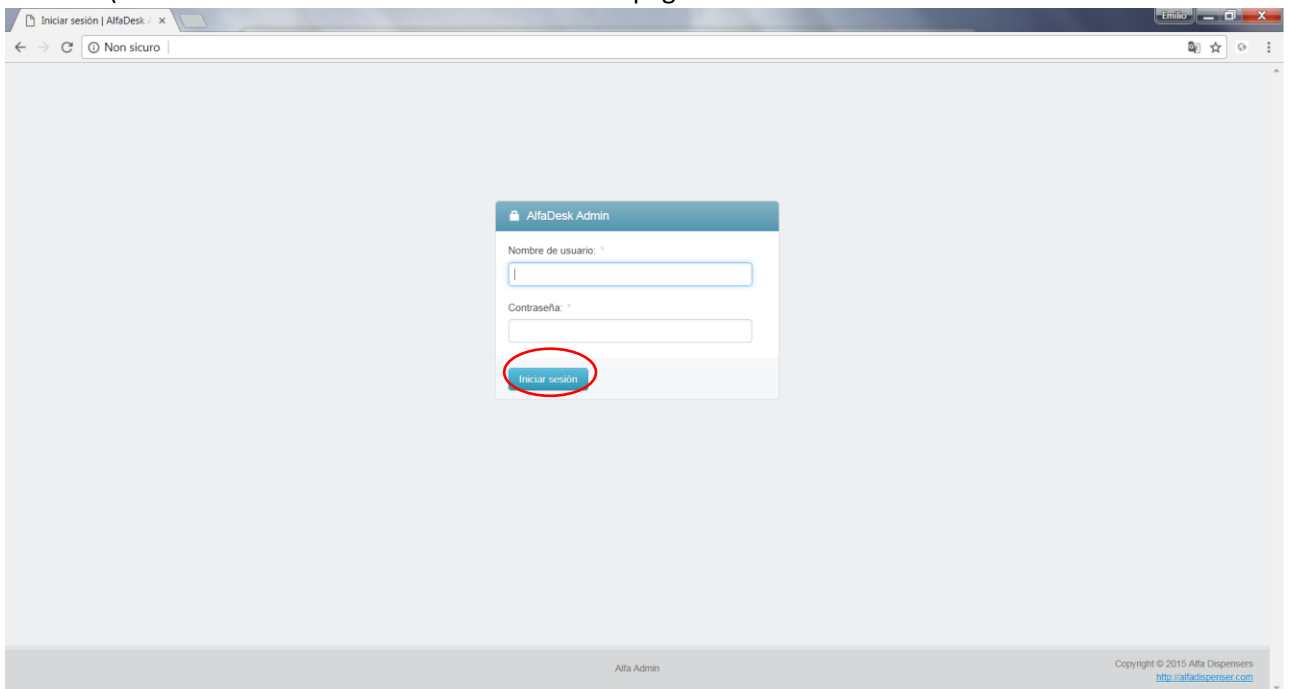 Iniciar sesión | AlfaDesk /
Emilio
Non sicuro
AlfaDesk Admin
Nombre de usuario: *
Contraseña: *
Iniciar sesión
Alfa Admin
Copyright © 2015 Alfa Dispensers
http://alfadispenser.com